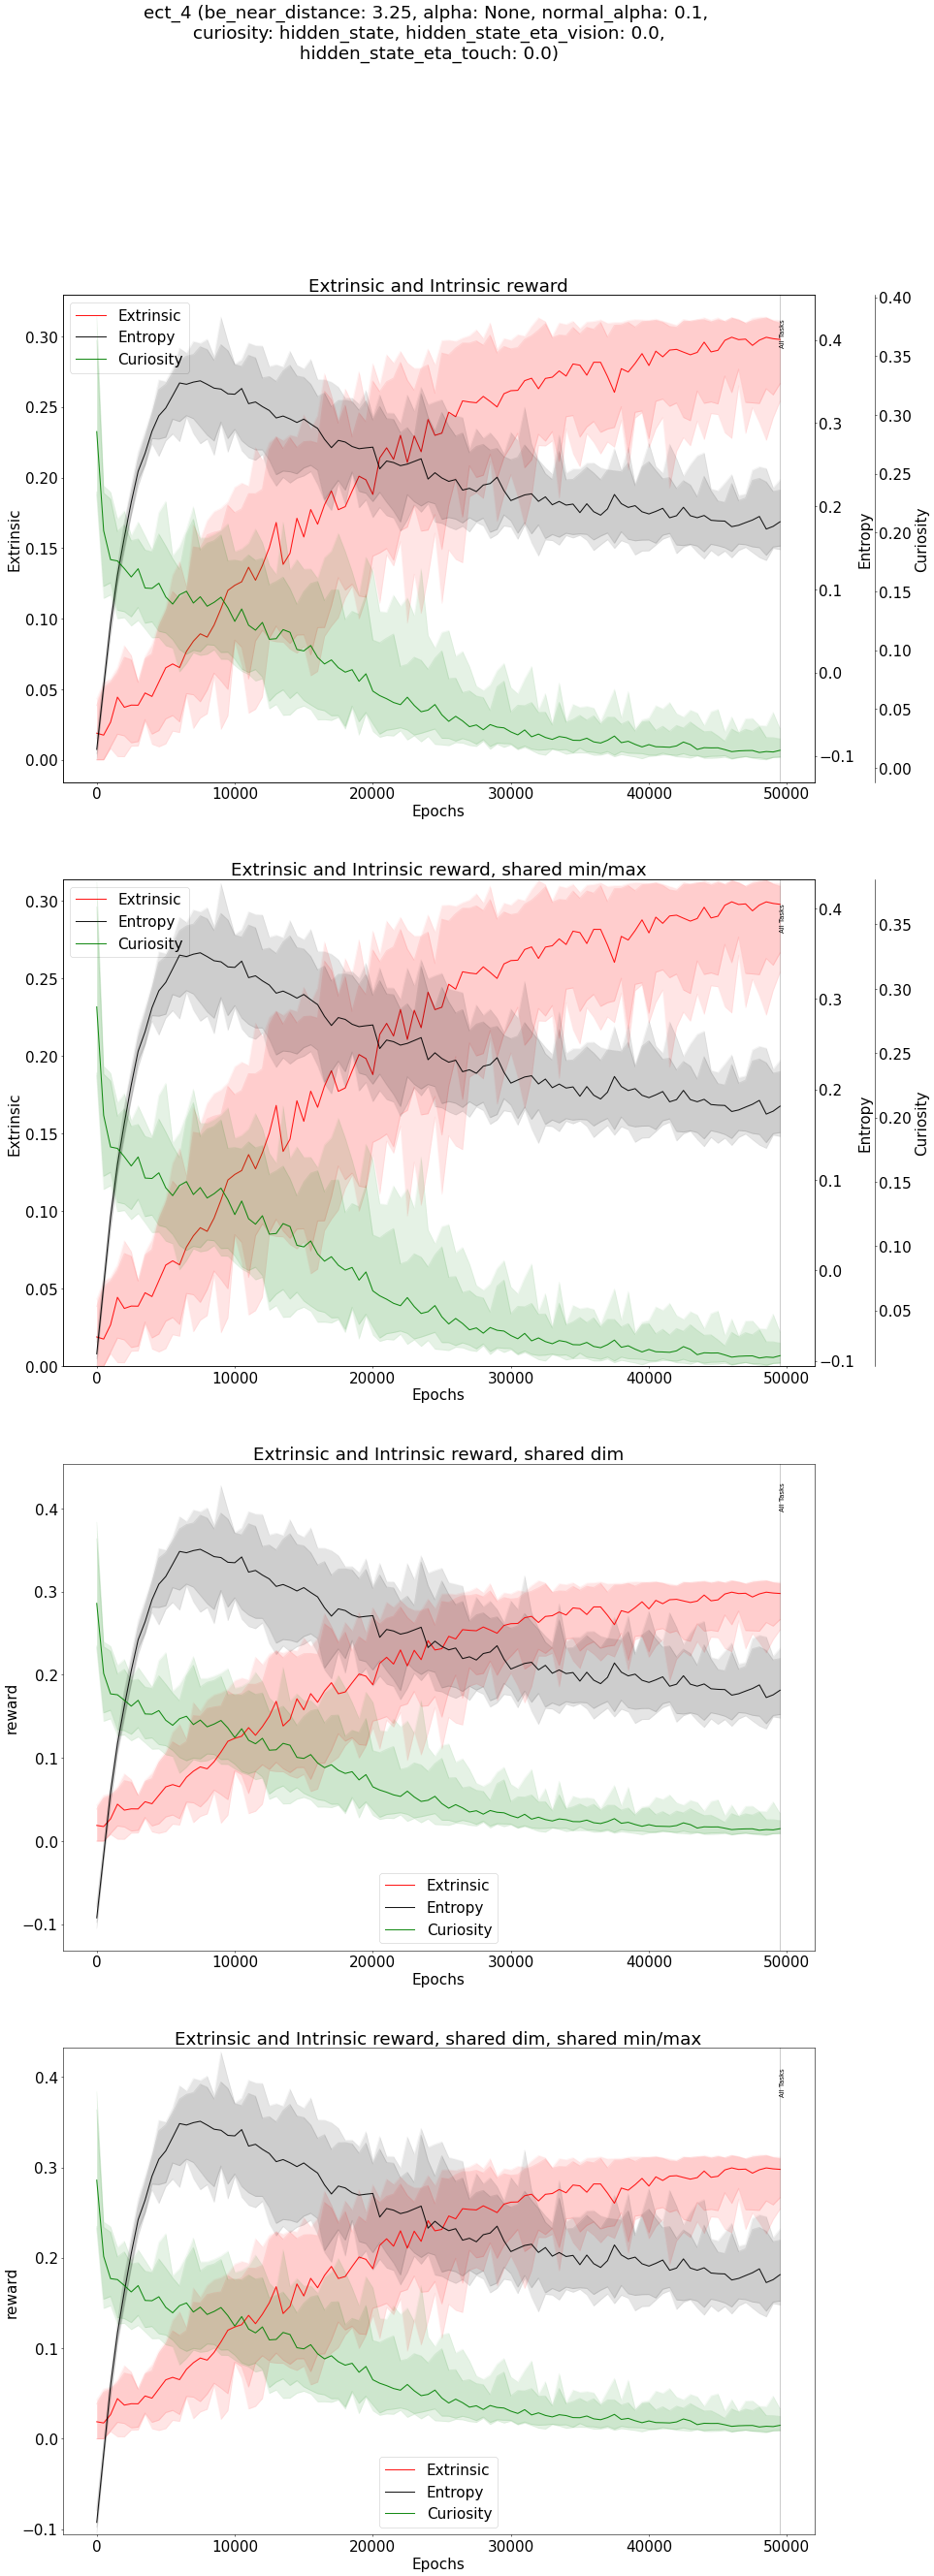 ect_4 (be_near_distance: 3.25, alpha: None, normal_alpha: 0.1,
curiosity: hidden_state, hidden_state_eta_vision: 0.0,
hidden_state_eta_touch: 0.0)
Extrinsic and Intrinsic reward
Extrinsic
Entropy
Curiosity
All Tasks
0.30
0.25
0.20
0.15
0.10
0.05
0.00
Extrinsic
0.4
0.3
0.2
0.1
0.0
−0.1
Entropy
0.40
0.35
0.30
0.25
0.20
0.15
0.10
0.05
0.00
Curiosity
0 10000 20000 30000 40000 50000
Epochs
Extrinsic and Intrinsic reward, shared min/max
Extrinsic
Entropy
Curiosity
All Tasks
0.30
0.25
0.20
0.15
0.10
0.05
0.00
Extrinsic
0.4
0.3
0.2
0.1
0.0
−0.1
Entropy
0.35
0.30
0.25
0.20
0.15
0.10
0.05
Curiosity
0 10000 20000 30000 40000 50000
Epochs
Extrinsic and Intrinsic reward, shared dim
All Tasks
0.4
0.3
0.2
0.1
0.0
−0.1
reward
Extrinsic
Entropy
Curiosity
0 10000 20000 30000 40000 50000
Epochs
Extrinsic and Intrinsic reward, shared dim, shared min/max
All Tasks
0.4
0.3
0.2
0.1
0.0
−0.1
reward
Extrinsic
Entropy
Curiosity
0 10000 20000 30000 40000 50000
Epochs